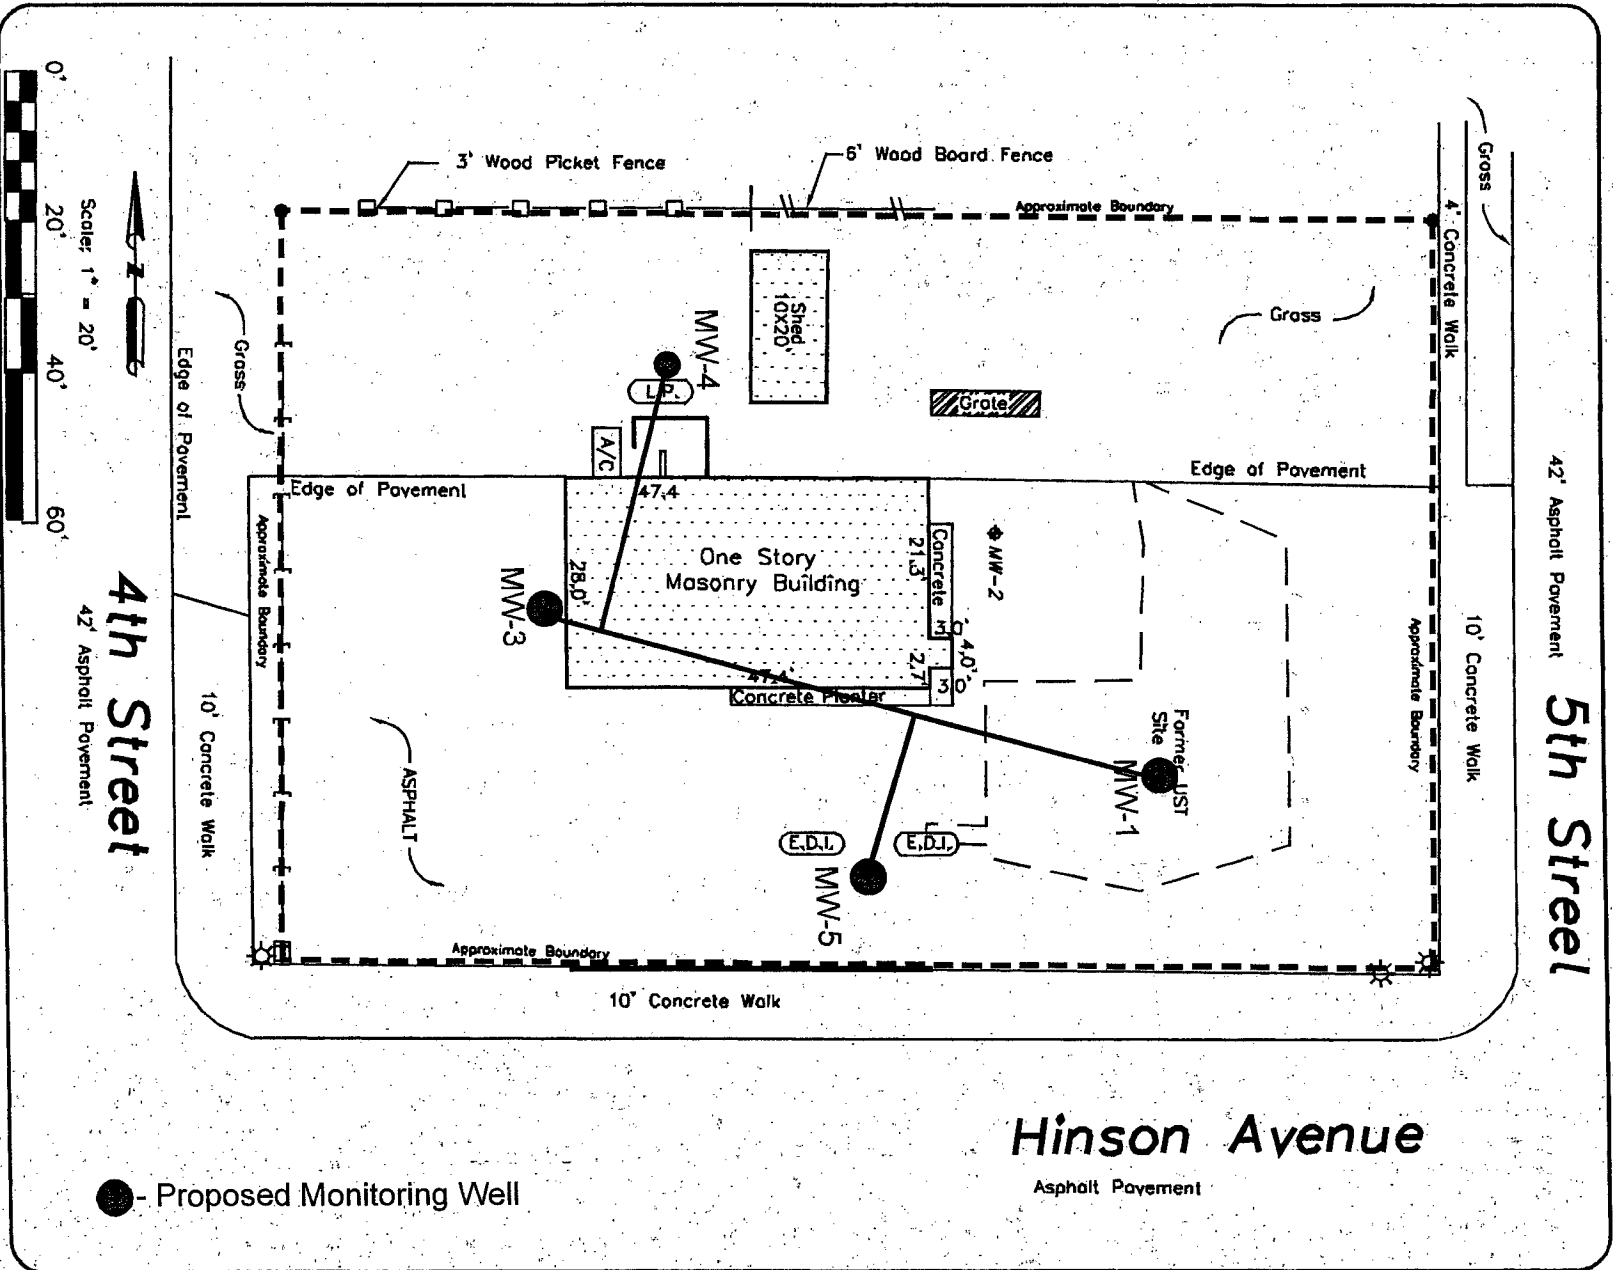 3' Wood Picket Fence
6' Wood Board Fence
Approximate Boundary
Grass
4' Concrete Walk
0'
20'
40'
60'
Scale: 1" = 20'
N
Grass
Edge of Pavement
MW-4
L.P.
Shed
10X20'
Grass
Grate
A/C
Edge of Pavement
Edge of Pavement
47.4
42' Asphalt Pavement
5th Street
10' Concrete Walk
Approximate Boundary
One Story
Masonry Building
28.0'
21.3'
Concrete
MW-2
3.0'
4.0'
2.7'
3.0'
47.4'
Concrete Planter
MW-3
Approximate Boundary
4th Street
42' Asphalt Pavement
10' Concrete Walk
ASPHALT
Former UST
Site
MW-1
E.D.I.
E.D.I.
MW-5
Approximate Boundary
10' Concrete Walk
Hinson Avenue
Asphalt Pavement
- Proposed Monitoring Well